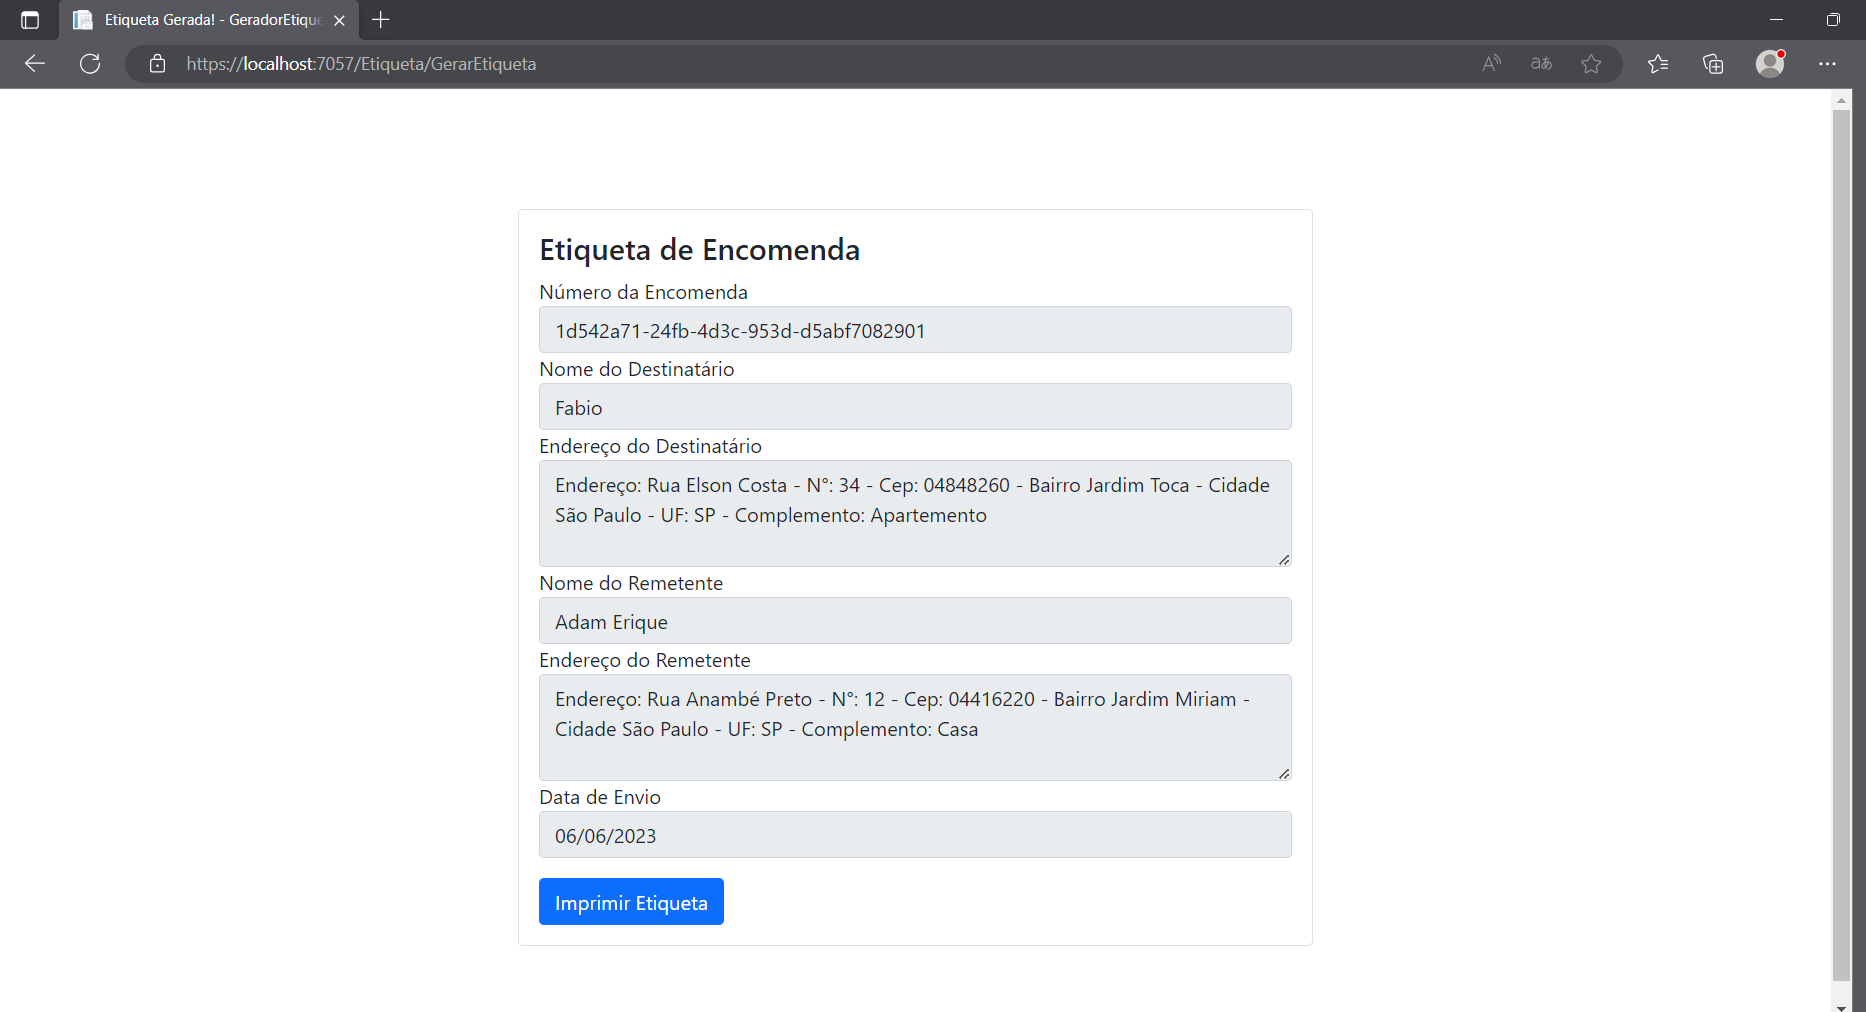 Etiqueta Gerada! - GeradorEtique
https://localhost:7057/Etiqueta/GerarEtiqueta
Etiqueta de Encomenda
Número da Encomenda
1d542a71-24fb-4d3c-953d-d5abf7082901
Nome do Destinatário
Fabio
Endereço do Destinatário
Endereço: Rua Elson Costa - N°: 34 - Cep: 04848260 - Bairro Jardim Toca - Cidade
São Paulo - UF: SP - Complemento: Apartemento
Nome do Remetente
Adam Erique
Endereço do Remetente
Endereço: Rua Anambé Preto - N°: 12 - Cep: 04416220 - Bairro Jardim Miriam -
Cidade São Paulo - UF: SP - Complemento: Casa
Data de Envio
06/06/2023
Imprimir Etiqueta